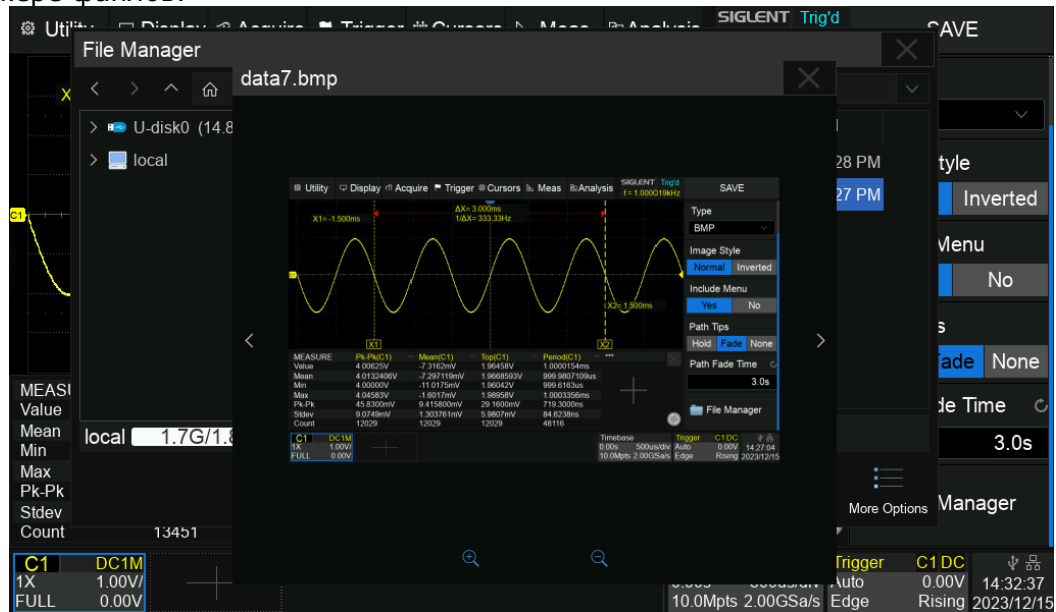 SIGLENT Trig'd
SAVE
File Manager
data7.bmp
U-disk0 (14.8
local
28 PM
27 PM
tyle
Inverted
Menu
No
s
ade None
de Time
3.0s
Manager
Utility Display Acquire Trigger Cursors Meas Analysis SIGLENT Trig'd
f = 1.000019kHz
SAVE
X1= -1.500ms
ΔX= 3.000ms
1/ΔX= 333.33Hz
X2= 1.500ms
X1 X2
Type
BMP
Image Style
Normal Inverted
Include Menu
Yes No
Path Tips
Hold Fade None
Path Fade Time
3.0s
File Manager
MEASURE Pk-Pk(C1) Mean(C1) Top(C1) Period(C1)
Value 4.00625V -7.3162mV 1.96458V 1.0000154ms
Mean 4.0132406V -7.297119mV 1.9668593V 999.9807109us
Min 4.00000V -11.0175mV 1.96042V 999.6163us
Max 4.04583V -1.6017mV 1.98958V 1.0003356ms
Pk-Pk 45.8300mV 9.415800mV 29.1600mV 719.3000ns
Stdev 9.0749mV 1.303761mV 5.9807mV 84.6238ns
Count 12029 12029 12029 48116
C1 DC1M
1X 1.00V/
FULL 0.00V
Timebase
0.00s 500us/div
10.0Mpts 2.00GSa/s
Trigger C1 DC
Auto 0.00V
Edge Rising
14:27:04
2023/12/15
C1
MEAS
Value
Mean
Min
Max
Pk-Pk
Stdev
Count 13451
local 1.7G/1.8
More Options
C1 DC1M
1X 1.00V/
FULL 0.00V
10.0Mpts 2.00GSa/s
Trigger C1 DC
Auto 0.00V
Edge Rising
14:32:37
2023/12/15